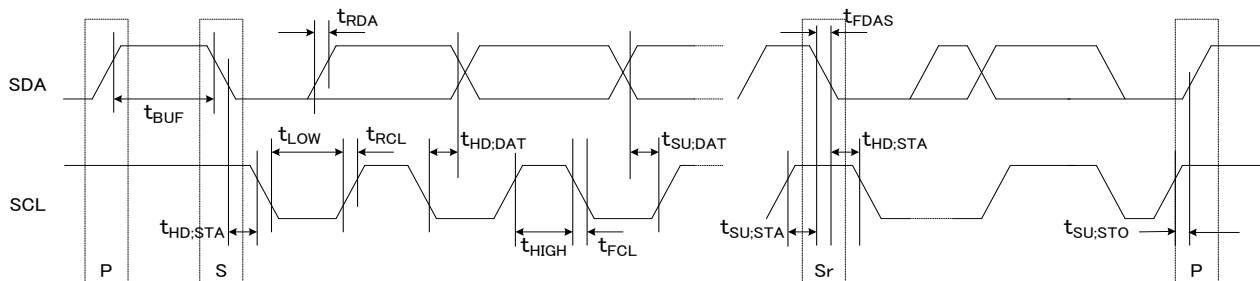 tRDA
tFDAS
SDA
tBUF
tLOW
tRCL
tHD;DAT
tSU;DAT
tHD;STA
SCL
tHD;STA
tHIGH
tFCL
tSU;STA
tSU;STO
P
S
Sr
P